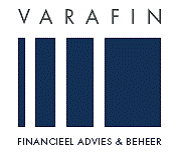 VARAFIN
FINANCIEEL ADVIES & BEHEER